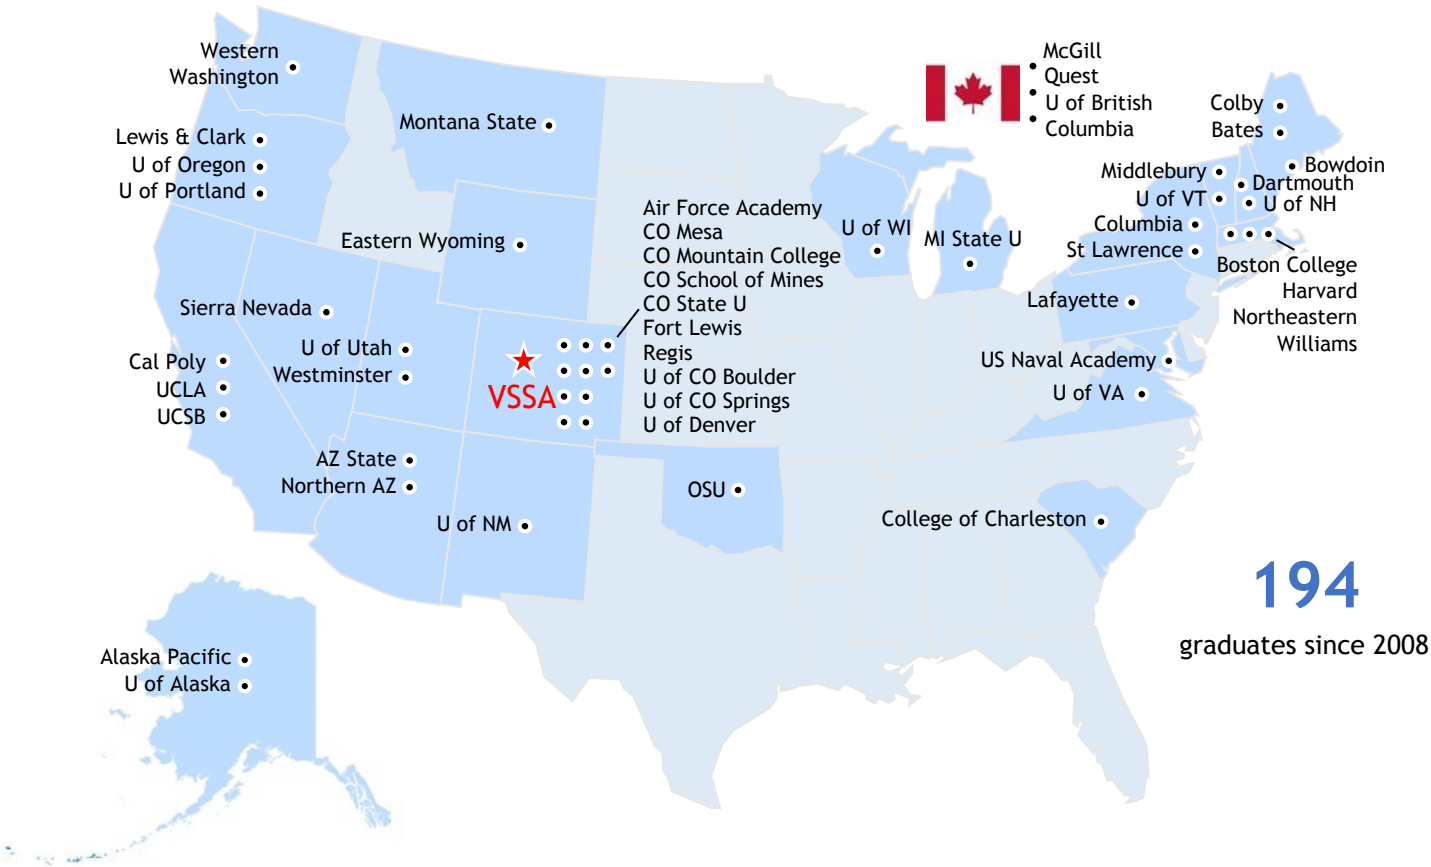 Western
Washington
Lewis & Clark
U of Oregon
U of Portland
Montana State
Eastern Wyoming
Sierra Nevada
Cal Poly
UCLA
UCSB
U of Utah
Westminster
VSSA
Air Force Academy
CO Mesa
CO Mountain College
CO School of Mines
CO State U
Fort Lewis
Regis
U of CO Boulder
U of CO Springs
U of Denver
AZ State
Northern AZ
U of NM
OSU
U of WI
MI State U
McGill
Quest
U of British
Columbia
Colby
Bates
Bowdoin
Middlebury
Dartmouth
U of VT
U of NH
Columbia
St Lawrence
Boston College
Harvard
Northeastern
Williams
Lafayette
US Naval Academy
U of VA
College of Charleston
194
graduates since 2008
Alaska Pacific
U of Alaska